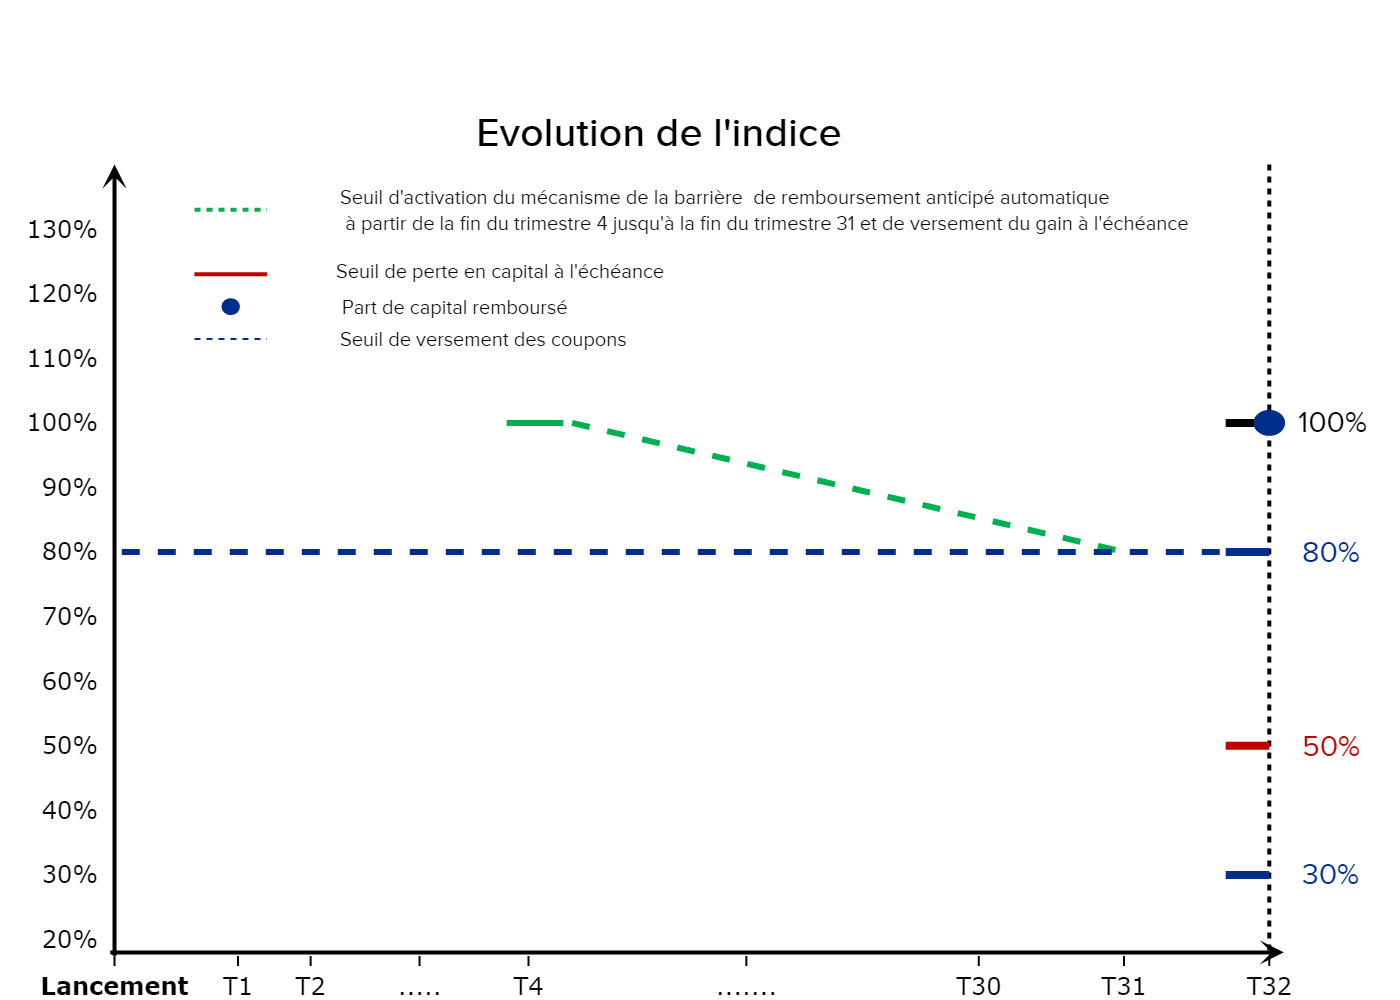 Evolution de l'indice
Seuil d'activation du mécanisme de la barrière  de remboursement anticipé automatique
à partir de la fin du trimestre 4 jusqu'à la fin du trimestre 31 et de versement du gain à l'échéance
130%
Seuil de perte en capital à l'échéance
120%
Part de capital remboursé
Seuil de versement des coupons
110%
100%
100%
90%
80%
80%
70%
60%
50%
50%
40%
30%
30%
20%
Lancement T1 T2 ..... T4 ....... T30 T31 T32